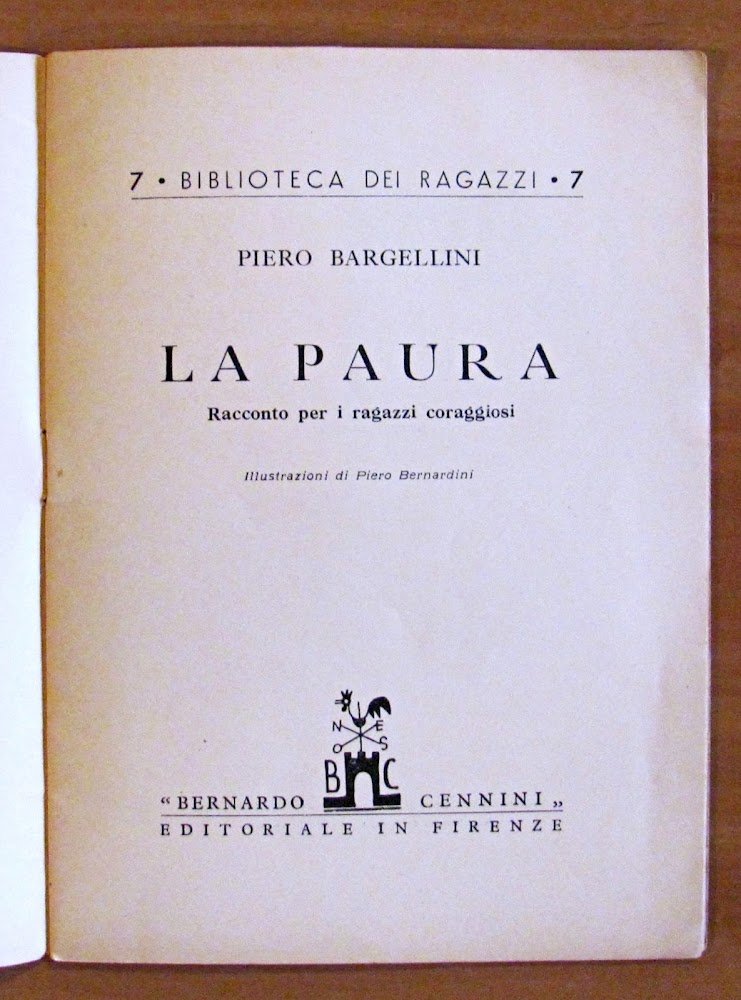 7 • BIBLIOTECA DEI RAGAZZI • 7
PIERO BARGELLINI
LA PAURA
Racconto per i ragazzi coraggiosi
Illustrazioni di Piero Bernardini
N E
O S
B C
“BERNARDO CENNINI„
EDITORIALE IN FIRENZE